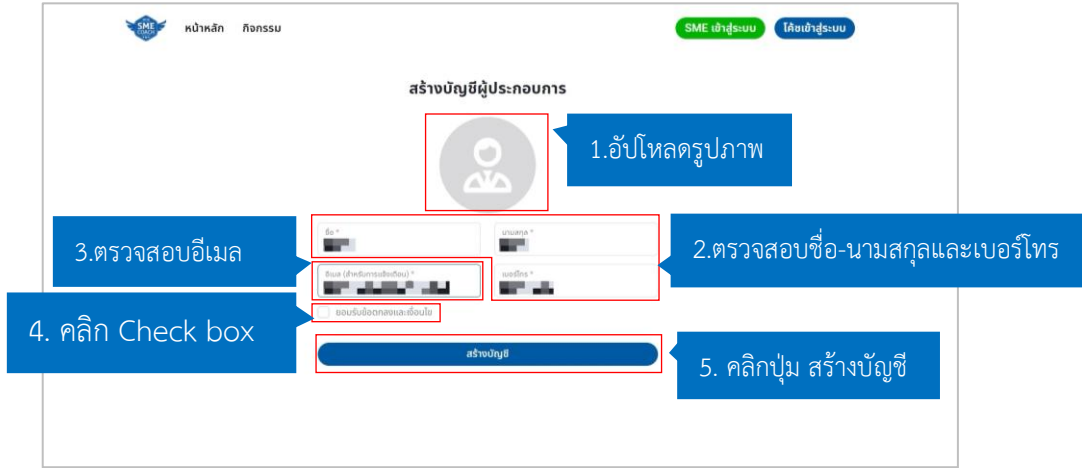 SME
COACH
หน้าหลัก กิจกรรม
SME เข้าสู่ระบบ โค้ชเข้าสู่ระบบ
สร้างบัญชีผู้ประกอบการ
1.อัปโหลดรูปภาพ
ชื่อ * นามสกุล *
3.ตรวจสอบอีเมล
2.ตรวจสอบชื่อ-นามสกุลและเบอร์โทร
อีเมล (สำหรับการแจ้งเตือน) * เบอร์โทร *
ยอมรับข้อตกลงและเงื่อนไข
4. คลิก Check box
สร้างบัญชี
5. คลิกปุ่ม สร้างบัญชี